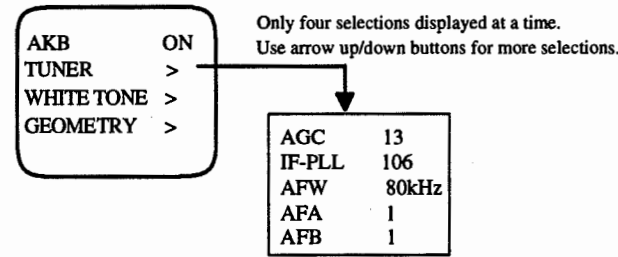 Only four selections displayed at a time.
Use arrow up/down buttons for more selections.
AKB ON
TUNER >
WHITE TONE >
GEOMETRY >
AGC 13
IF-PLL 106
AFW 80kHz
AFA 1
AFB 1